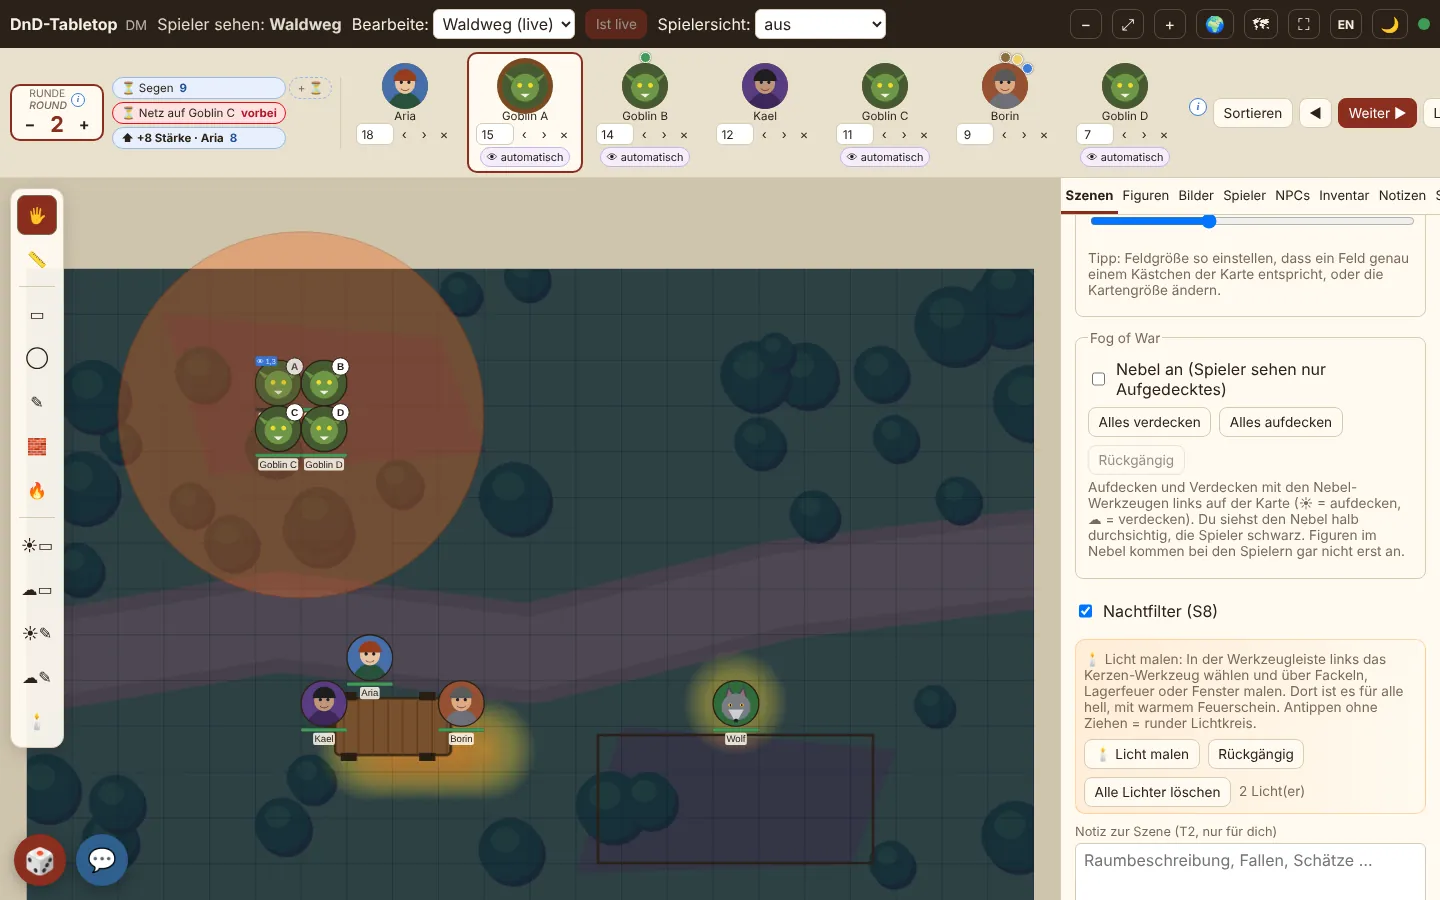 DnD-Tabletop DM Spieler sehen: Waldweg Bearbeite: Waldweg (live) Ist live Spielersicht: aus EN
RUNDE
ROUND
− 2 +
Segen 9
Netz auf Goblin C vorbei
+8 Stärke · Aria 8
Aria
18
Goblin A
15
automatisch
Goblin B
14
automatisch
Kael
12
Goblin C
11
automatisch
Borin
9
Goblin D
7
automatisch
Sortieren
Weiter
Szenen Figuren Bilder Spieler NPCs Inventar Notizen
Tipp: Feldgröße so einstellen, dass ein Feld genau
einem Kästchen der Karte entspricht, oder die
Kartengröße ändern.
Fog of War
Nebel an (Spieler sehen nur
Aufgedecktes)
Alles verdecken Alles aufdecken
Rückgängig
Aufdecken und Verdecken mit den Nebel-
Werkzeugen links auf der Karte (☀ = aufdecken,
☁ = verdecken). Du siehst den Nebel halb
durchsichtig, die Spieler schwarz. Figuren im
Nebel kommen bei den Spielern gar nicht erst an.
Nachtfilter (S8)
Licht malen: In der Werkzeugleiste links das
Kerzen-Werkzeug wählen und über Fackeln,
Lagerfeuer oder Fenster malen. Dort ist es für alle
hell, mit warmem Feuerschein. Antippen ohne
Ziehen = runder Lichtkreis.
Licht malen Rückgängig
Alle Lichter löschen 2 Licht(er)
Notiz zur Szene (T2, nur für dich)
Raumbeschreibung, Fallen, Schätze ...
1,3
A
B
C
D
Goblin C Goblin D
Aria
Kael
Borin
Wolf